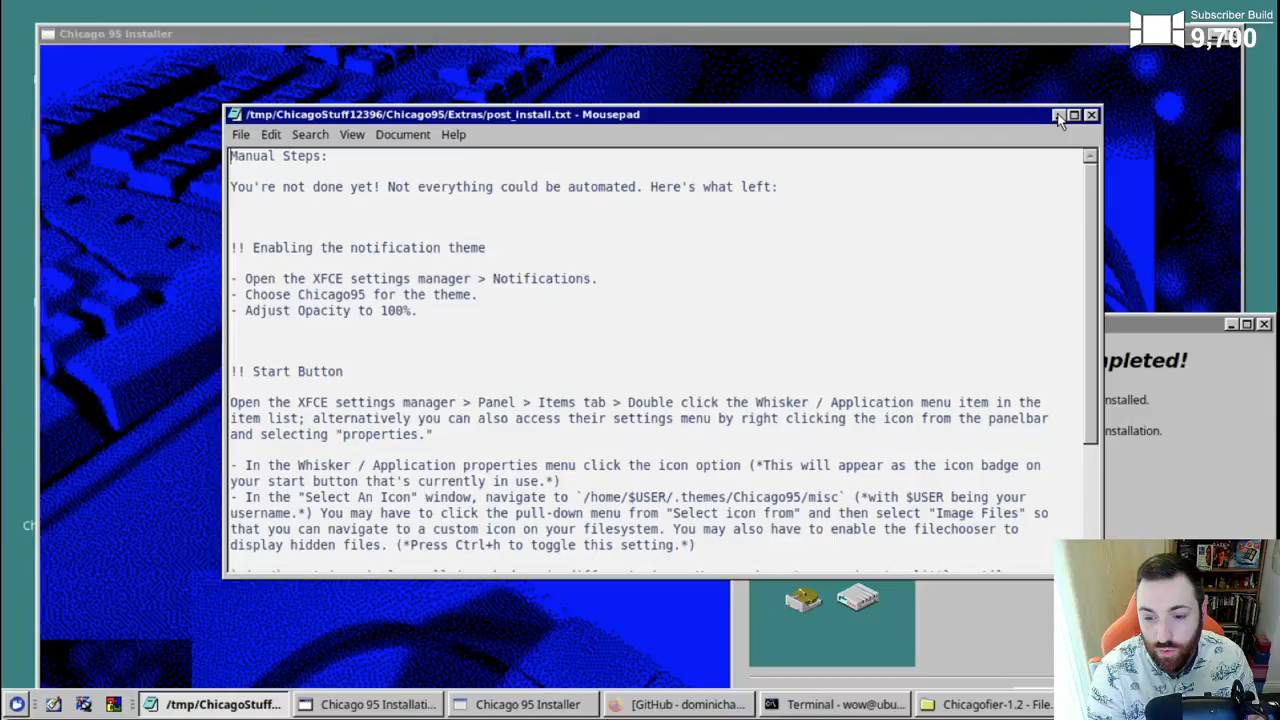 Subscriber Build
9,700
Chicago 95 Installer
/tmp/ChicagoStuff12396/Chicago95/Extras/post_install.txt - Mousepad
File Edit Search View Document Help
Manual Steps:
You're not done yet! Not everything could be automated. Here's what left:
!! Enabling the notification theme
- Open the XFCE settings manager > Notifications.
- Choose Chicago95 for the theme.
- Adjust Opacity to 100%.
!! Start Button
Open the XFCE settings manager > Panel > Items tab > Double click the Whisker / Application menu item in the
item list; alternatively you can also access their settings menu by right clicking the icon from the panelbar
and selecting "properties."
- In the Whisker / Application properties menu click the icon option (*This will appear as the icon badge on
your start button that's currently in use.*)
- In the "Select An Icon" window, navigate to `/home/$USER/.themes/Chicago95/misc` (*with $USER being your
username.*) You may have to click the pull-down menu from "Select icon from" and then select "Image Files" so
that you can navigate to a custom icon on your filesystem. You may also have to enable the filechooser to
display hidden files. (*Press Ctrl+h to toggle this setting.*)
mpleted!
nstalled.
nstallation.
Ch
/tmp/ChicagoStuff... Chicago 95 Installati... Chicago 95 Installer [GitHub - dominicha... Terminal - wow@ubu... Chicagofier-1.2 - File